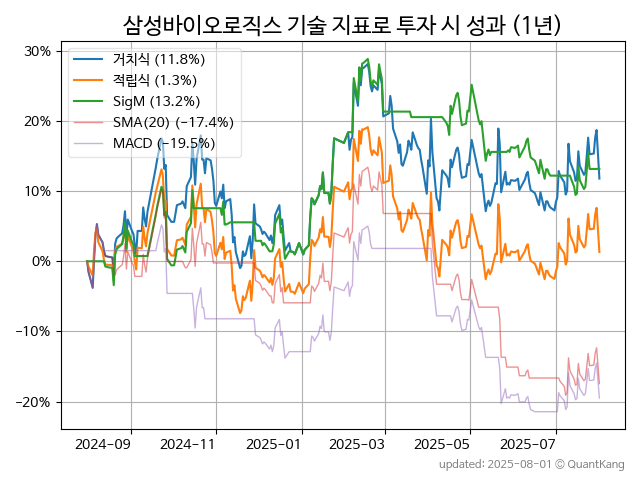 삼성바이오로직스 기술 지표로 투자 시 성과 (1년)
30%
20%
10%
0%
−10%
−20%
거치식 (11.8%)
적립식 (1.3%)
SigM (13.2%)
SMA(20) (−17.4%)
MACD (−19.5%)
2024−09
2024−11
2025−01
2025−03
2025−05
2025−07
updated: 2025-08-01 © QuantKang